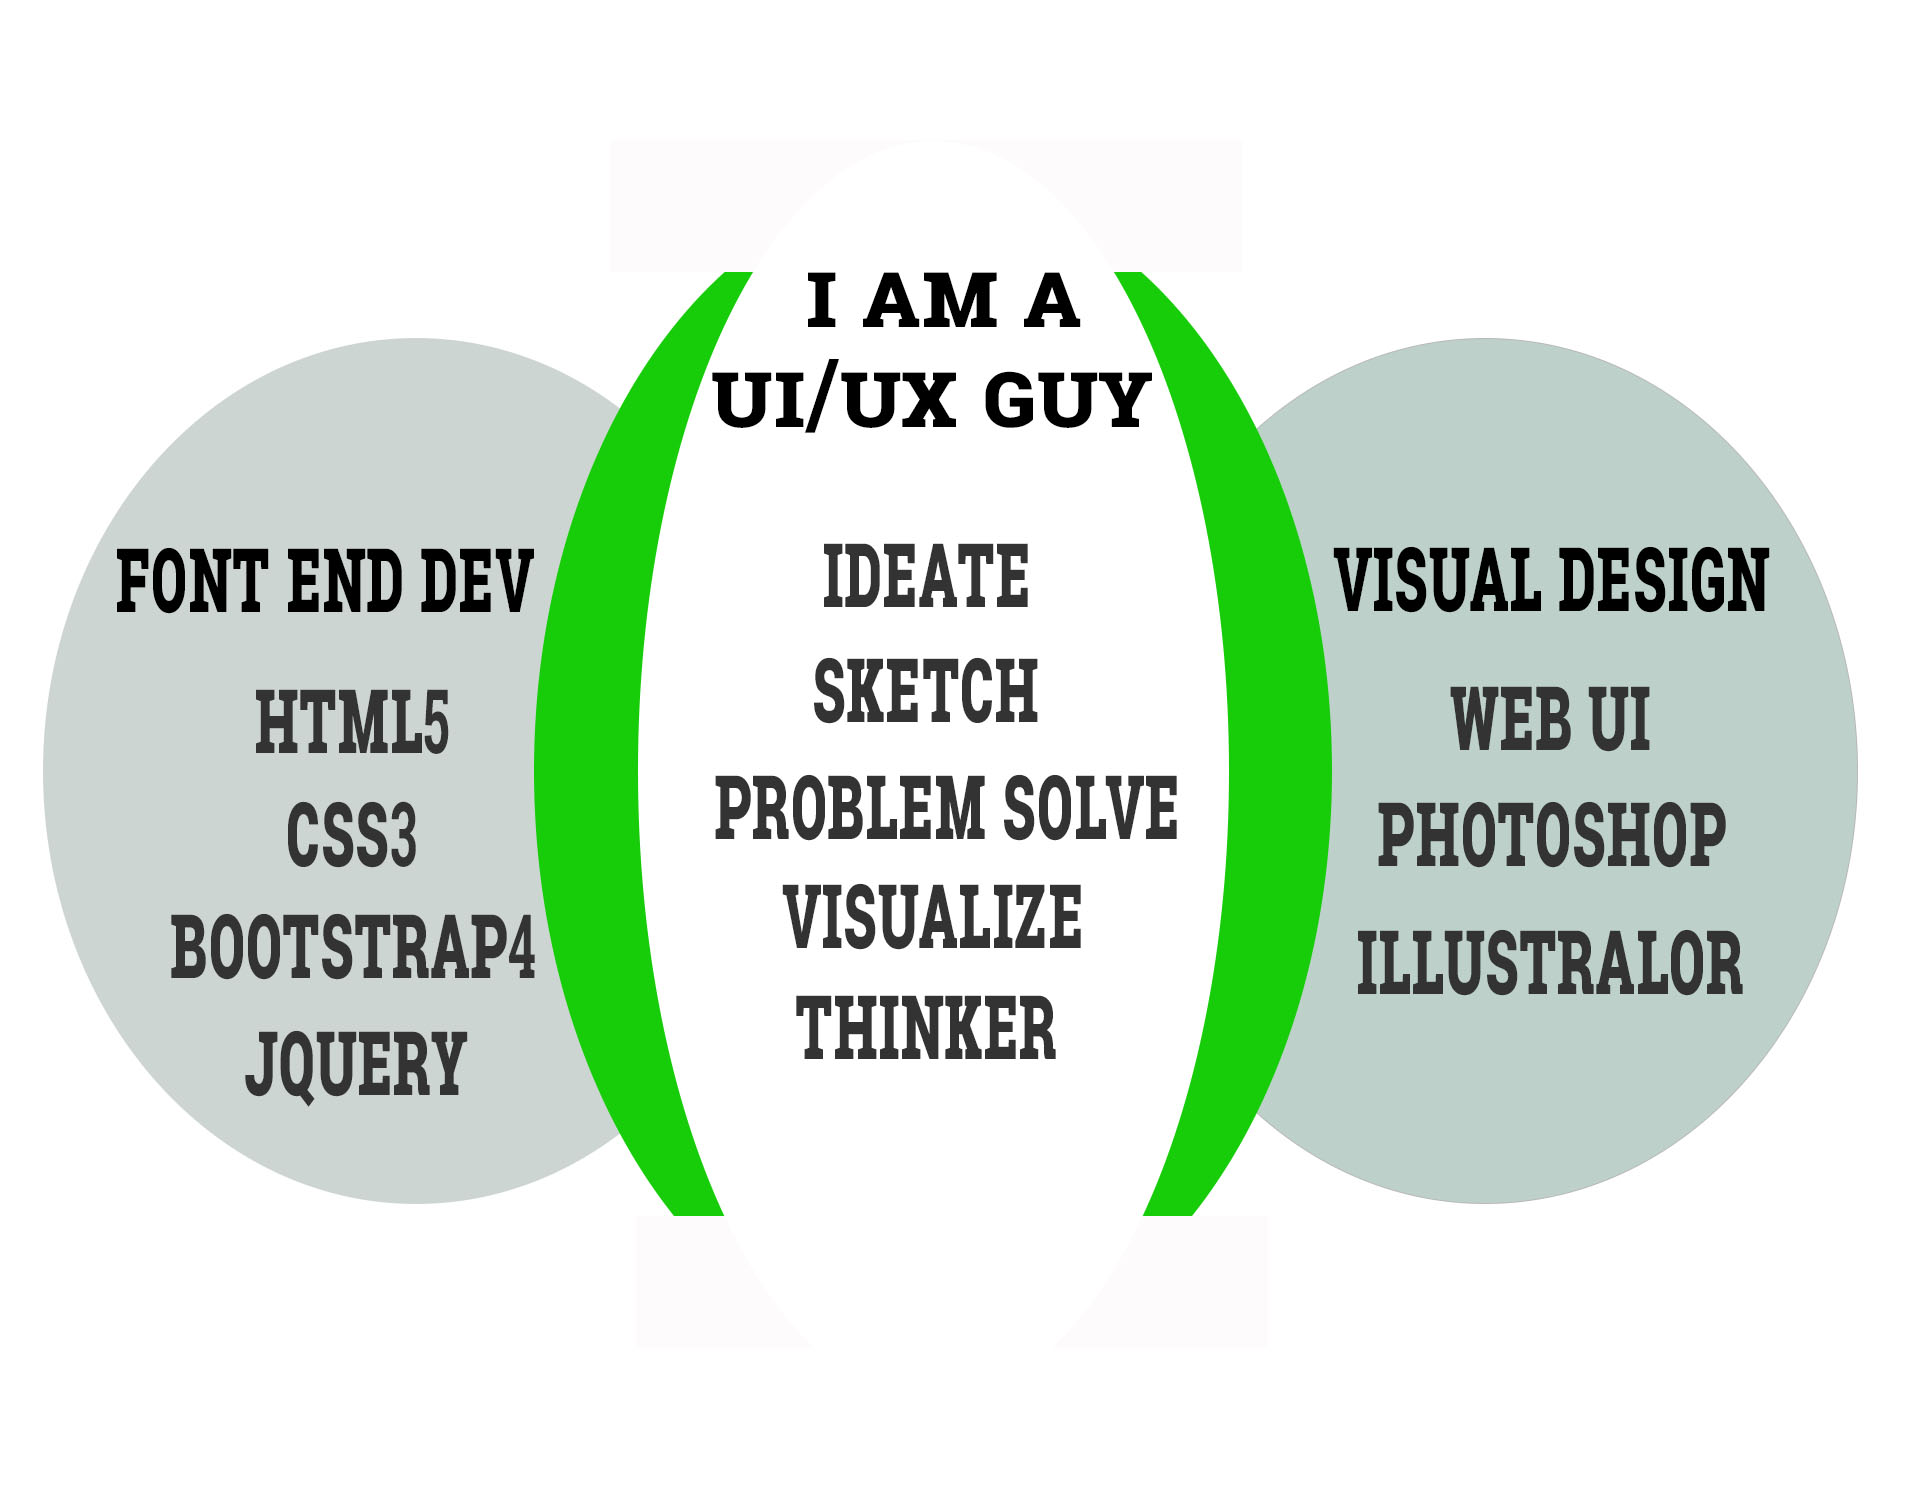 I AM A
UI/UX GUY
FONT END DEV
HTML5
CSS3
BOOTSTRAP4
JQUERY
IDEATE
SKETCH
PROBLEM SOLVE
VISUALIZE
THINKER
VISUAL DESIGN
WEB UI
PHOTOSHOP
ILLUSTRALOR